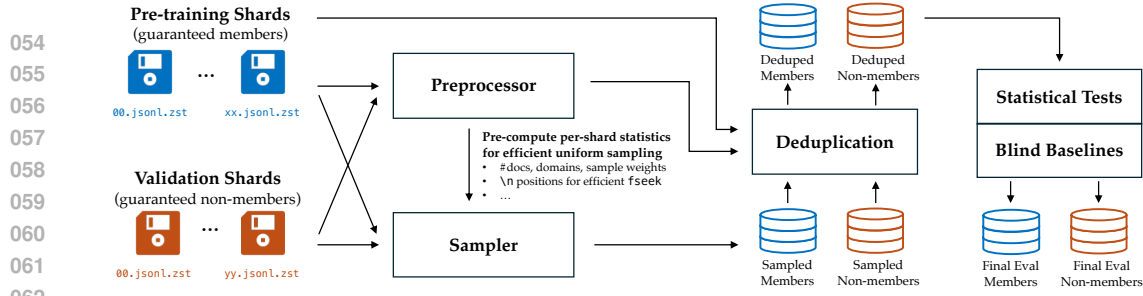 054
055
056
057
058
059
060
061
Pre-training Shards
(guaranteed members)
...
00.jsonl.zst
xx.jsonl.zst
Validation Shards
(guaranteed non-members)
...
00.jsonl.zst
yy.jsonl.zst
Preprocessor
Pre-compute per-shard statistics
for efficient uniform sampling
• #docs, domains, sample weights
• \n positions for efficient fseek
• ...
Sampler
Deduped
Members
Deduped
Non-members
Deduplication
Sampled
Members
Sampled
Non-members
Statistical Tests
Blind Baselines
Final Eval
Members
Final Eval
Non-members